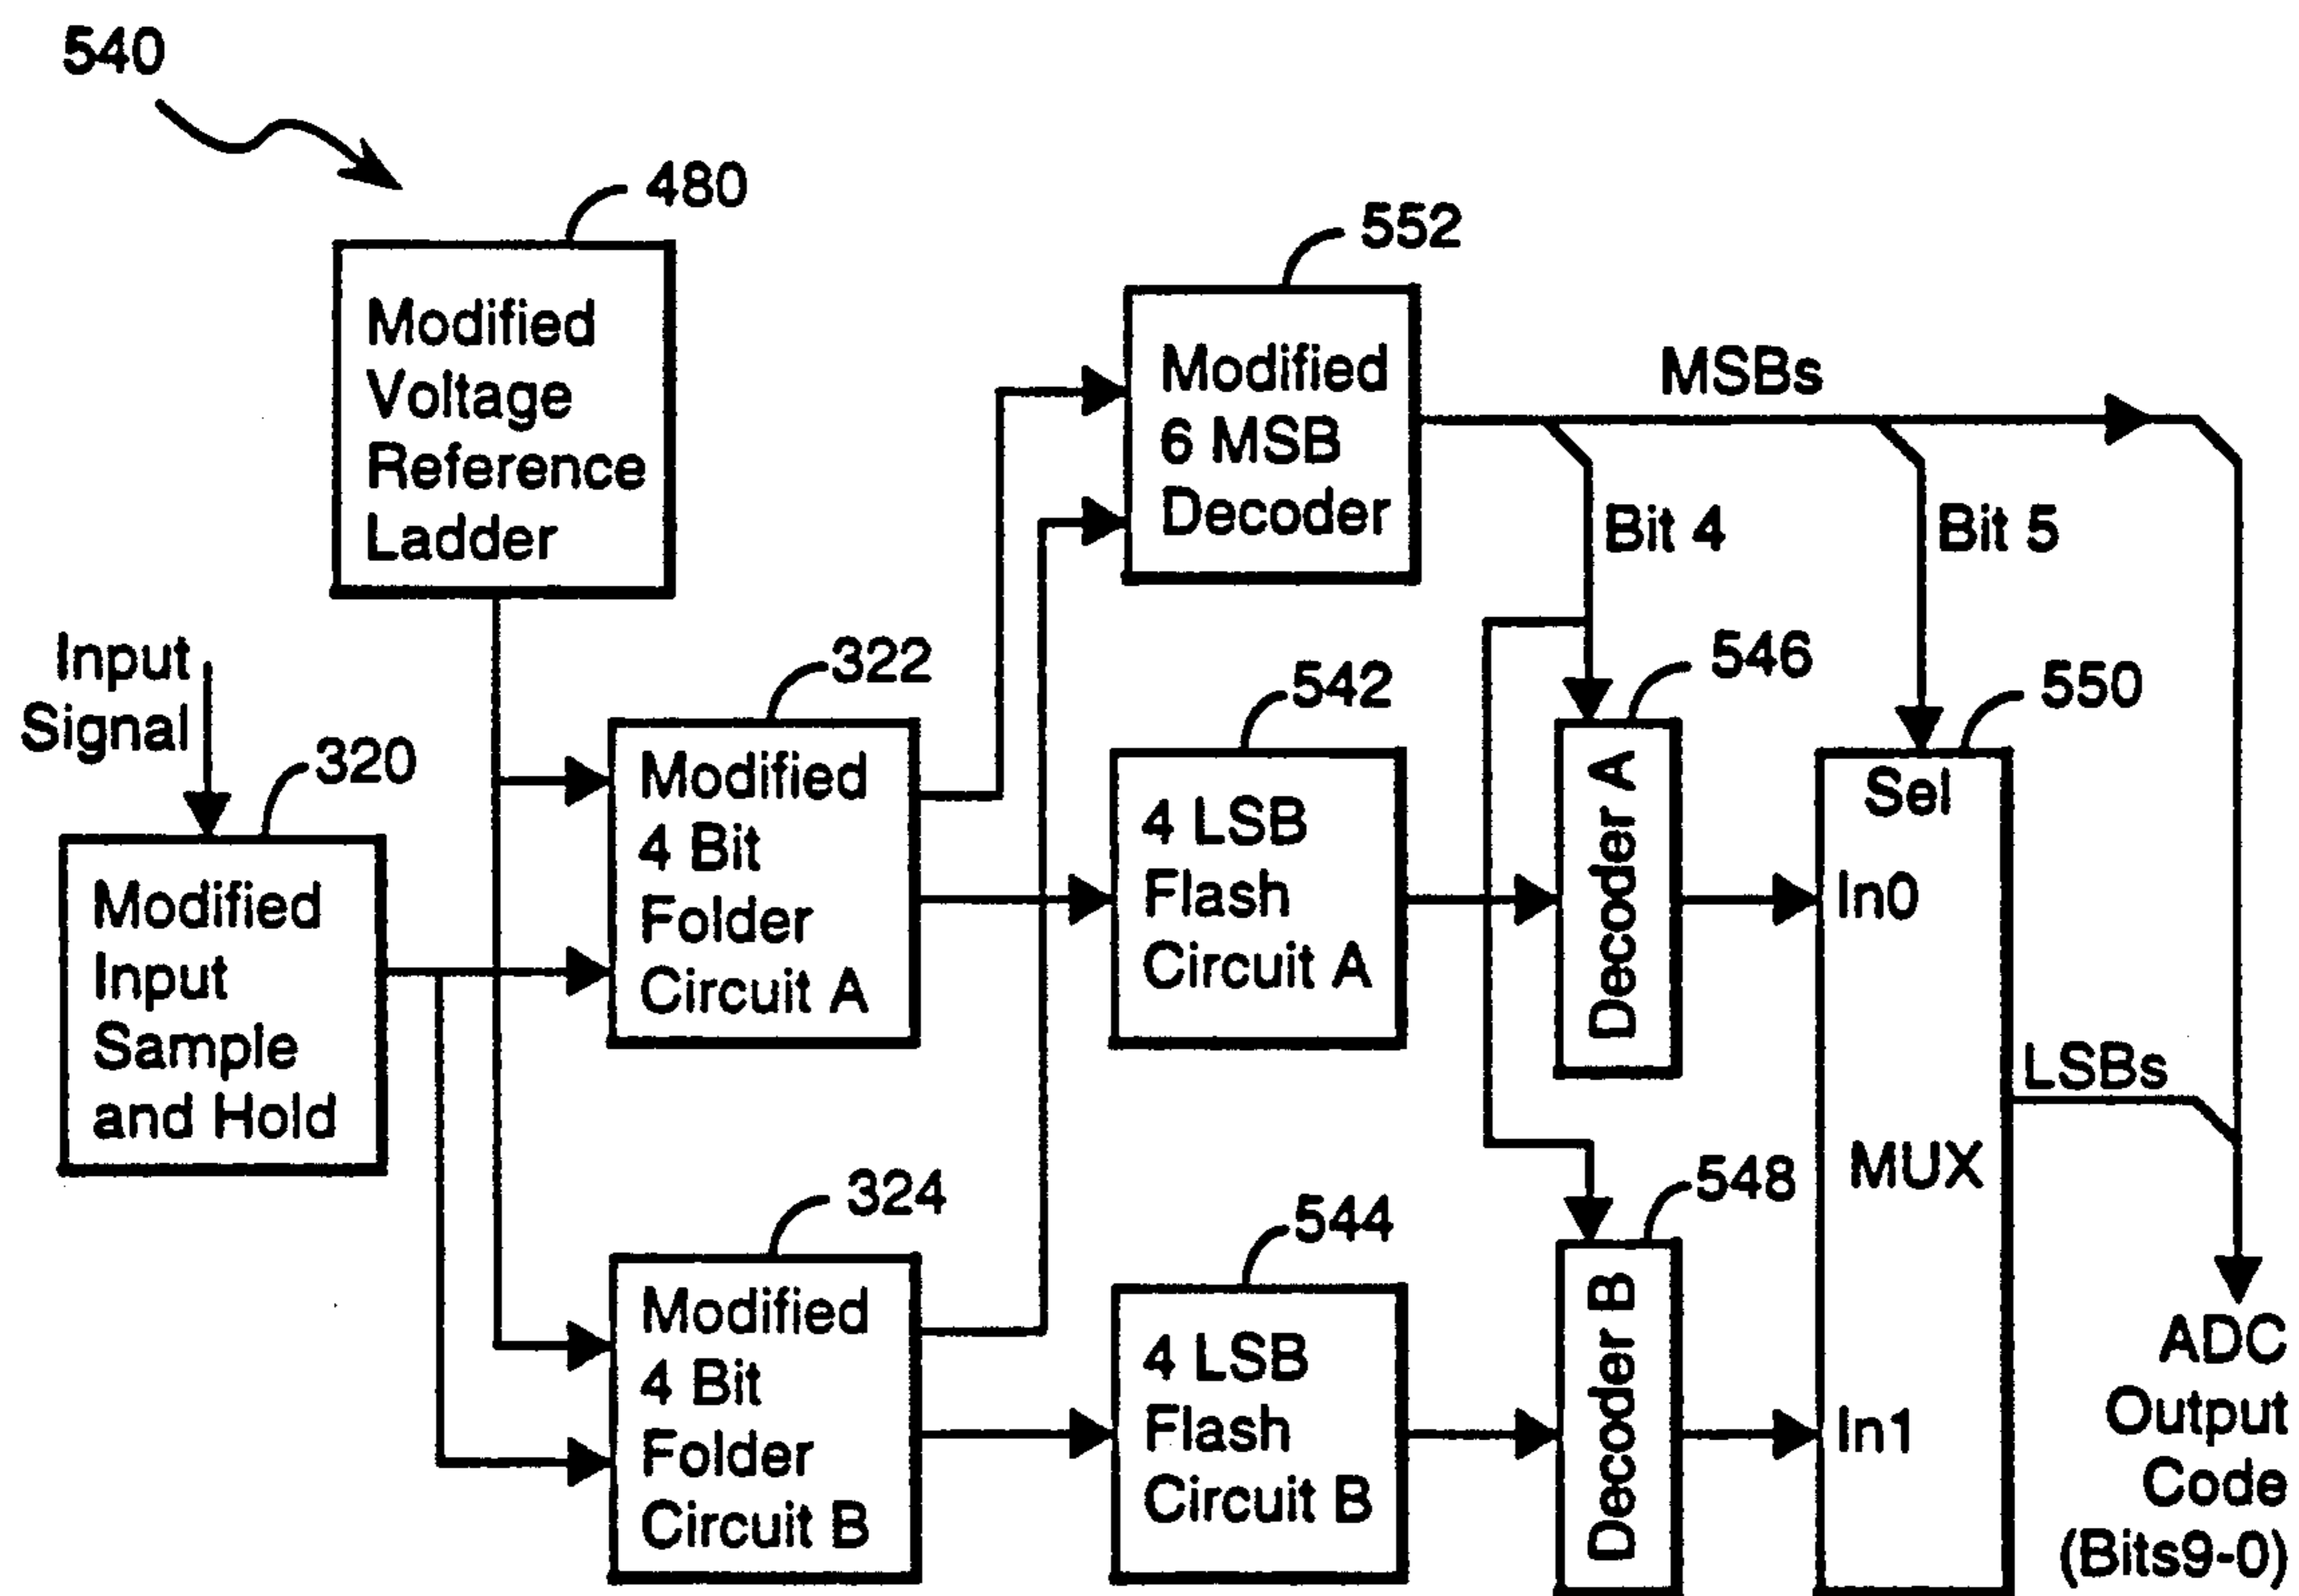 540
480
Modified
Voltage
Reference
Ladder
552
Modified
6 MSB
Decoder
MSBs
Bit 4
Bit 5
Input
Signal
320
Modified
Input
Sample
and Hold
322
Modified
4 Bit
Folder
Circuit A
542
4 LSB
Flash
Circuit A
546
Decoder A
550
Sel
In0
MUX
In1
LSBs
324
Modified
4 Bit
Folder
Circuit B
544
4 LSB
Flash
Circuit B
548
Decoder B
ADC
Output
Code
(Bits9-0)